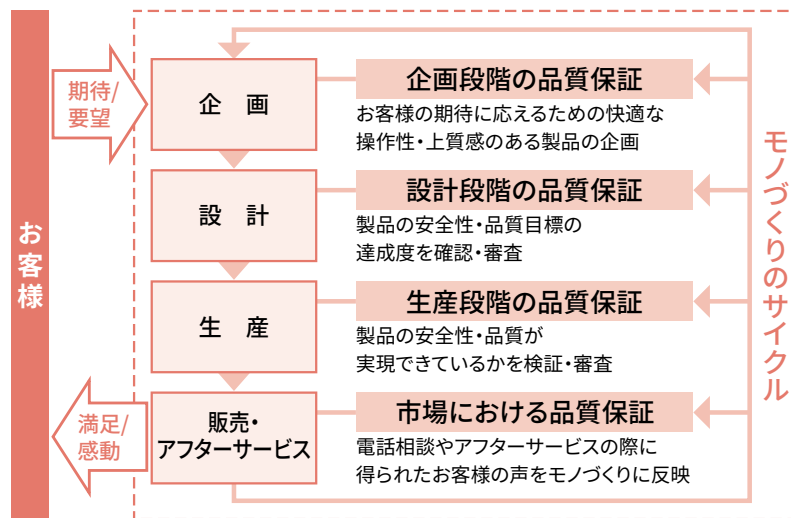 お客様
期待/
要望
企　画
企画段階の品質保証
お客様の期待に応えるための快適な
操作性・上質感のある製品の企画
設　計
設計段階の品質保証
製品の安全性・品質目標の
達成度を確認・審査
生　産
生産段階の品質保証
製品の安全性・品質が
実現できているかを検証・審査
満足/
感動
販売・
アフターサービス
市場における品質保証
電話相談やアフターサービスの際に
得られたお客様の声をモノづくりに反映
モノづくりのサイクル